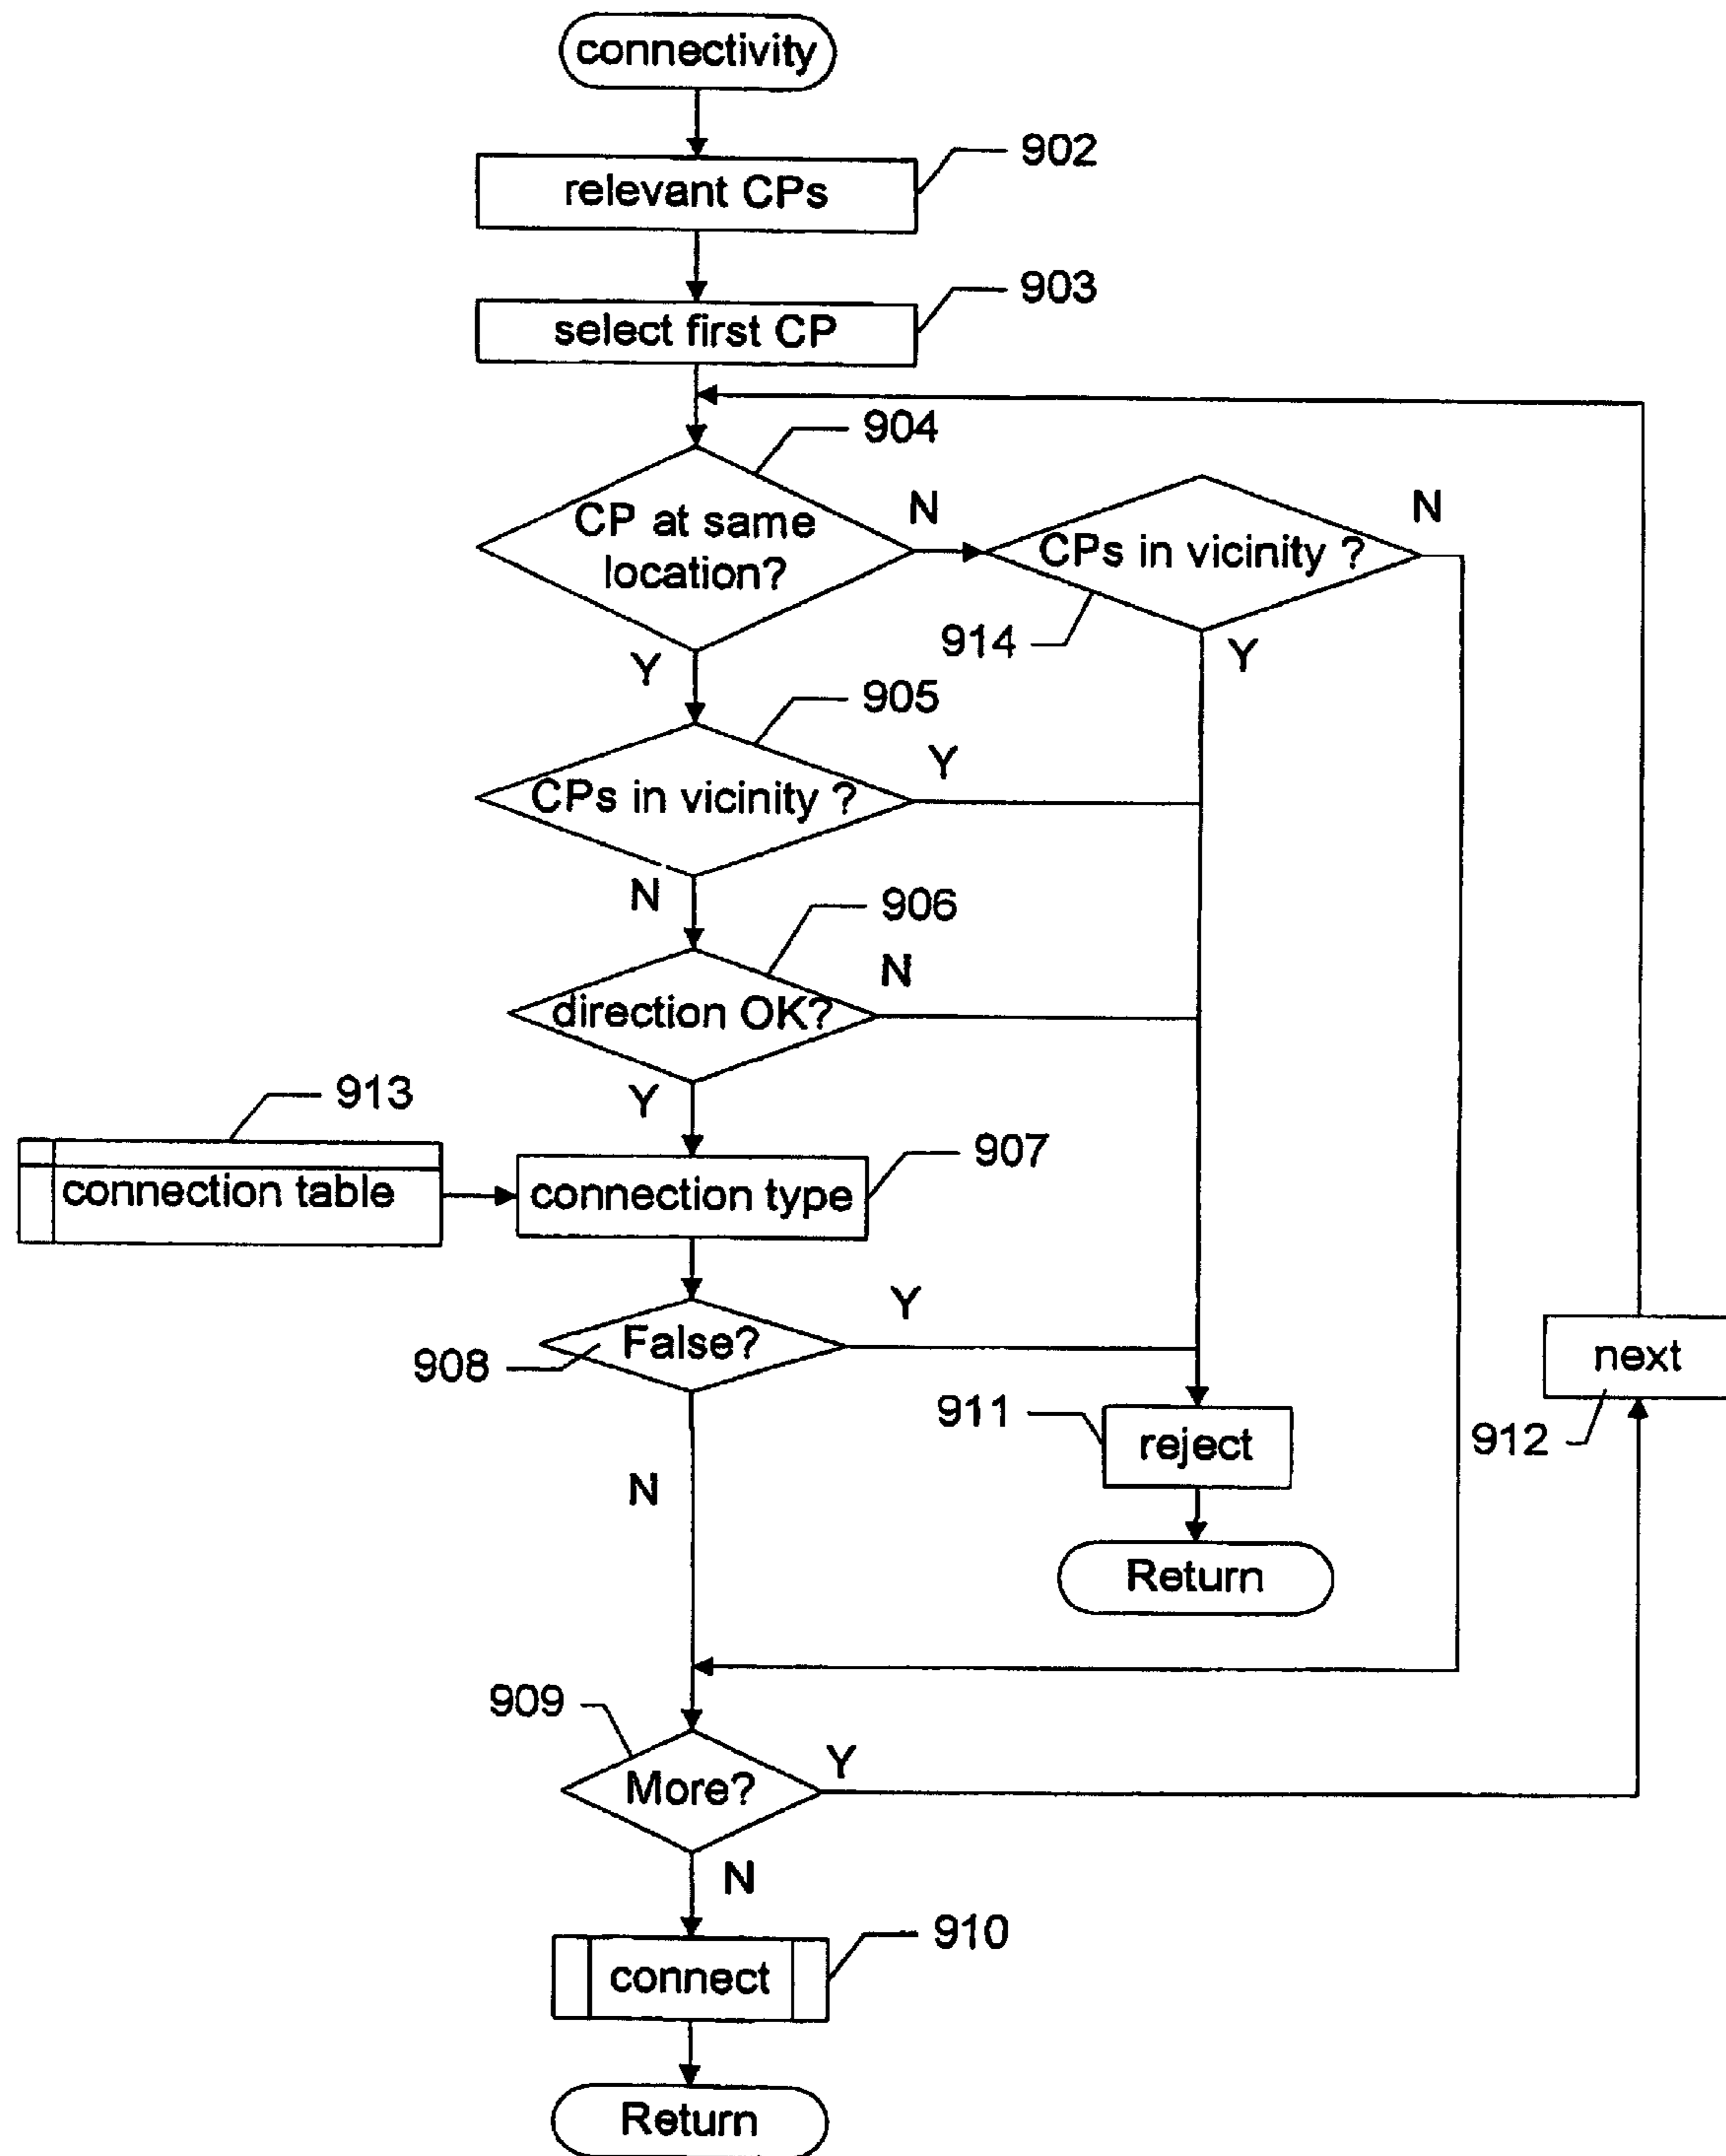 connectivity
902
relevant CPs
903
select first CP
904
CP at same
location?
N
CPs in vicinity ?
N
914
Y
Y
905
CPs in vicinity ?
Y
N
906
direction OK?
N
Y
913
connection table
907
connection type
908
False?
Y
next
912
911
reject
N
Return
909
More?
Y
N
910
connect
Return